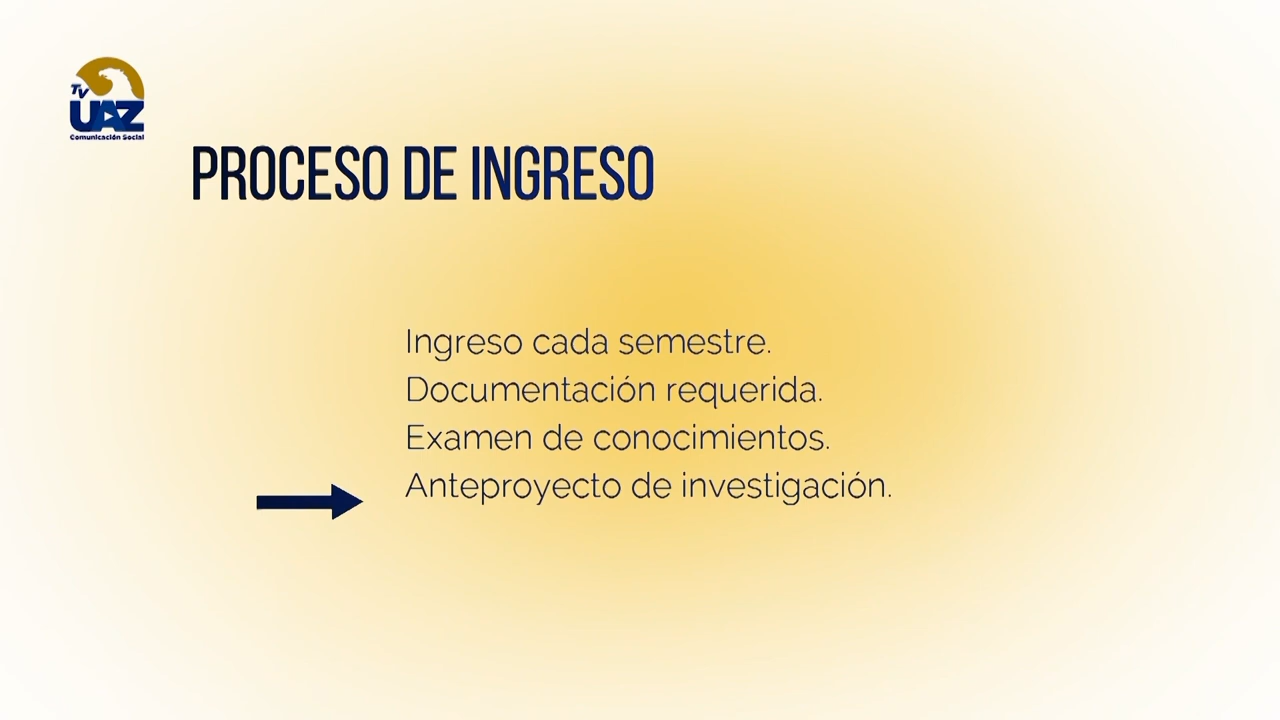 TV
UAZ
Comunicación Social
PROCESO DE INGRESO
Ingreso cada semestre.
Documentación requerida.
Examen de conocimientos.
Anteproyecto de investigación.